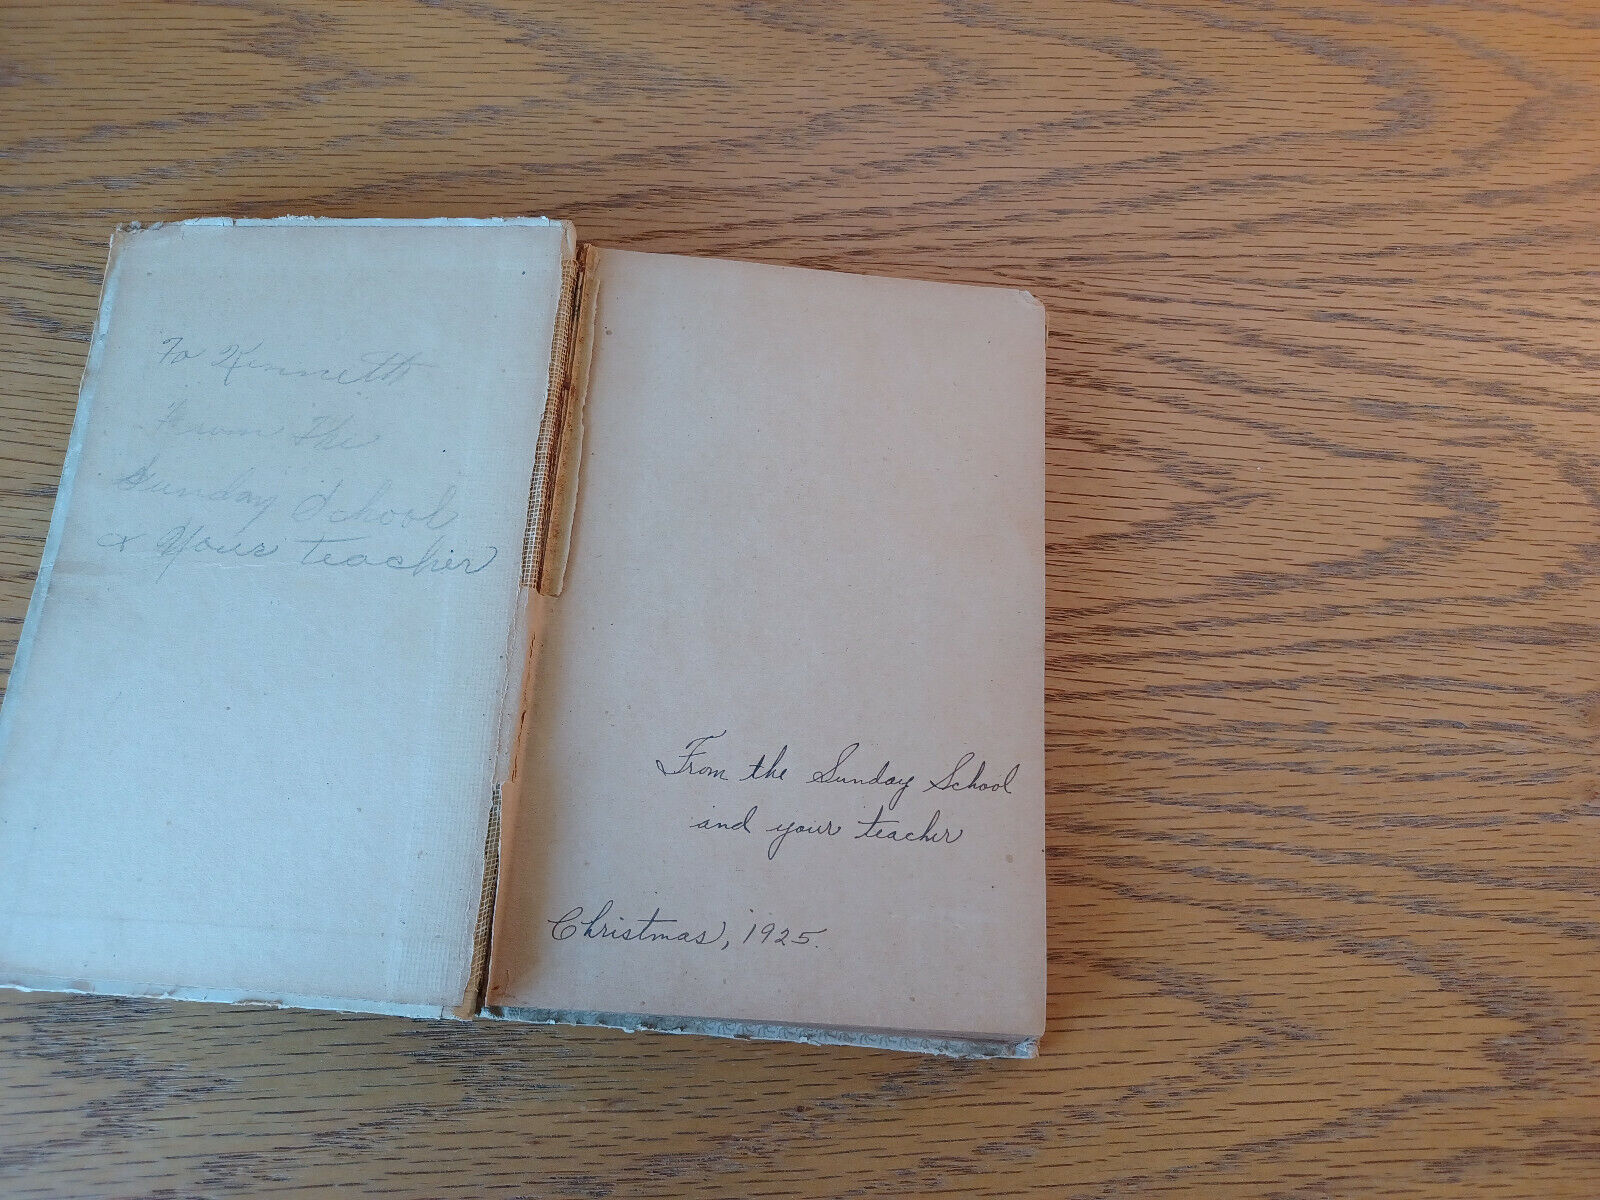 To Kenneth
From the
Sunday School
& Your teacher
From the Sunday School
and your teacher
Christmas, 1925.